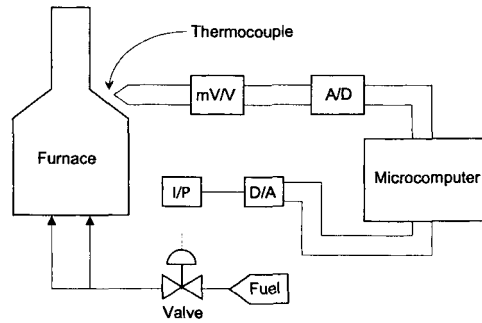 Thermocouple
mV/V
A/D
Furnace
Microcomputer
I/P
D/A
Fuel
Valve